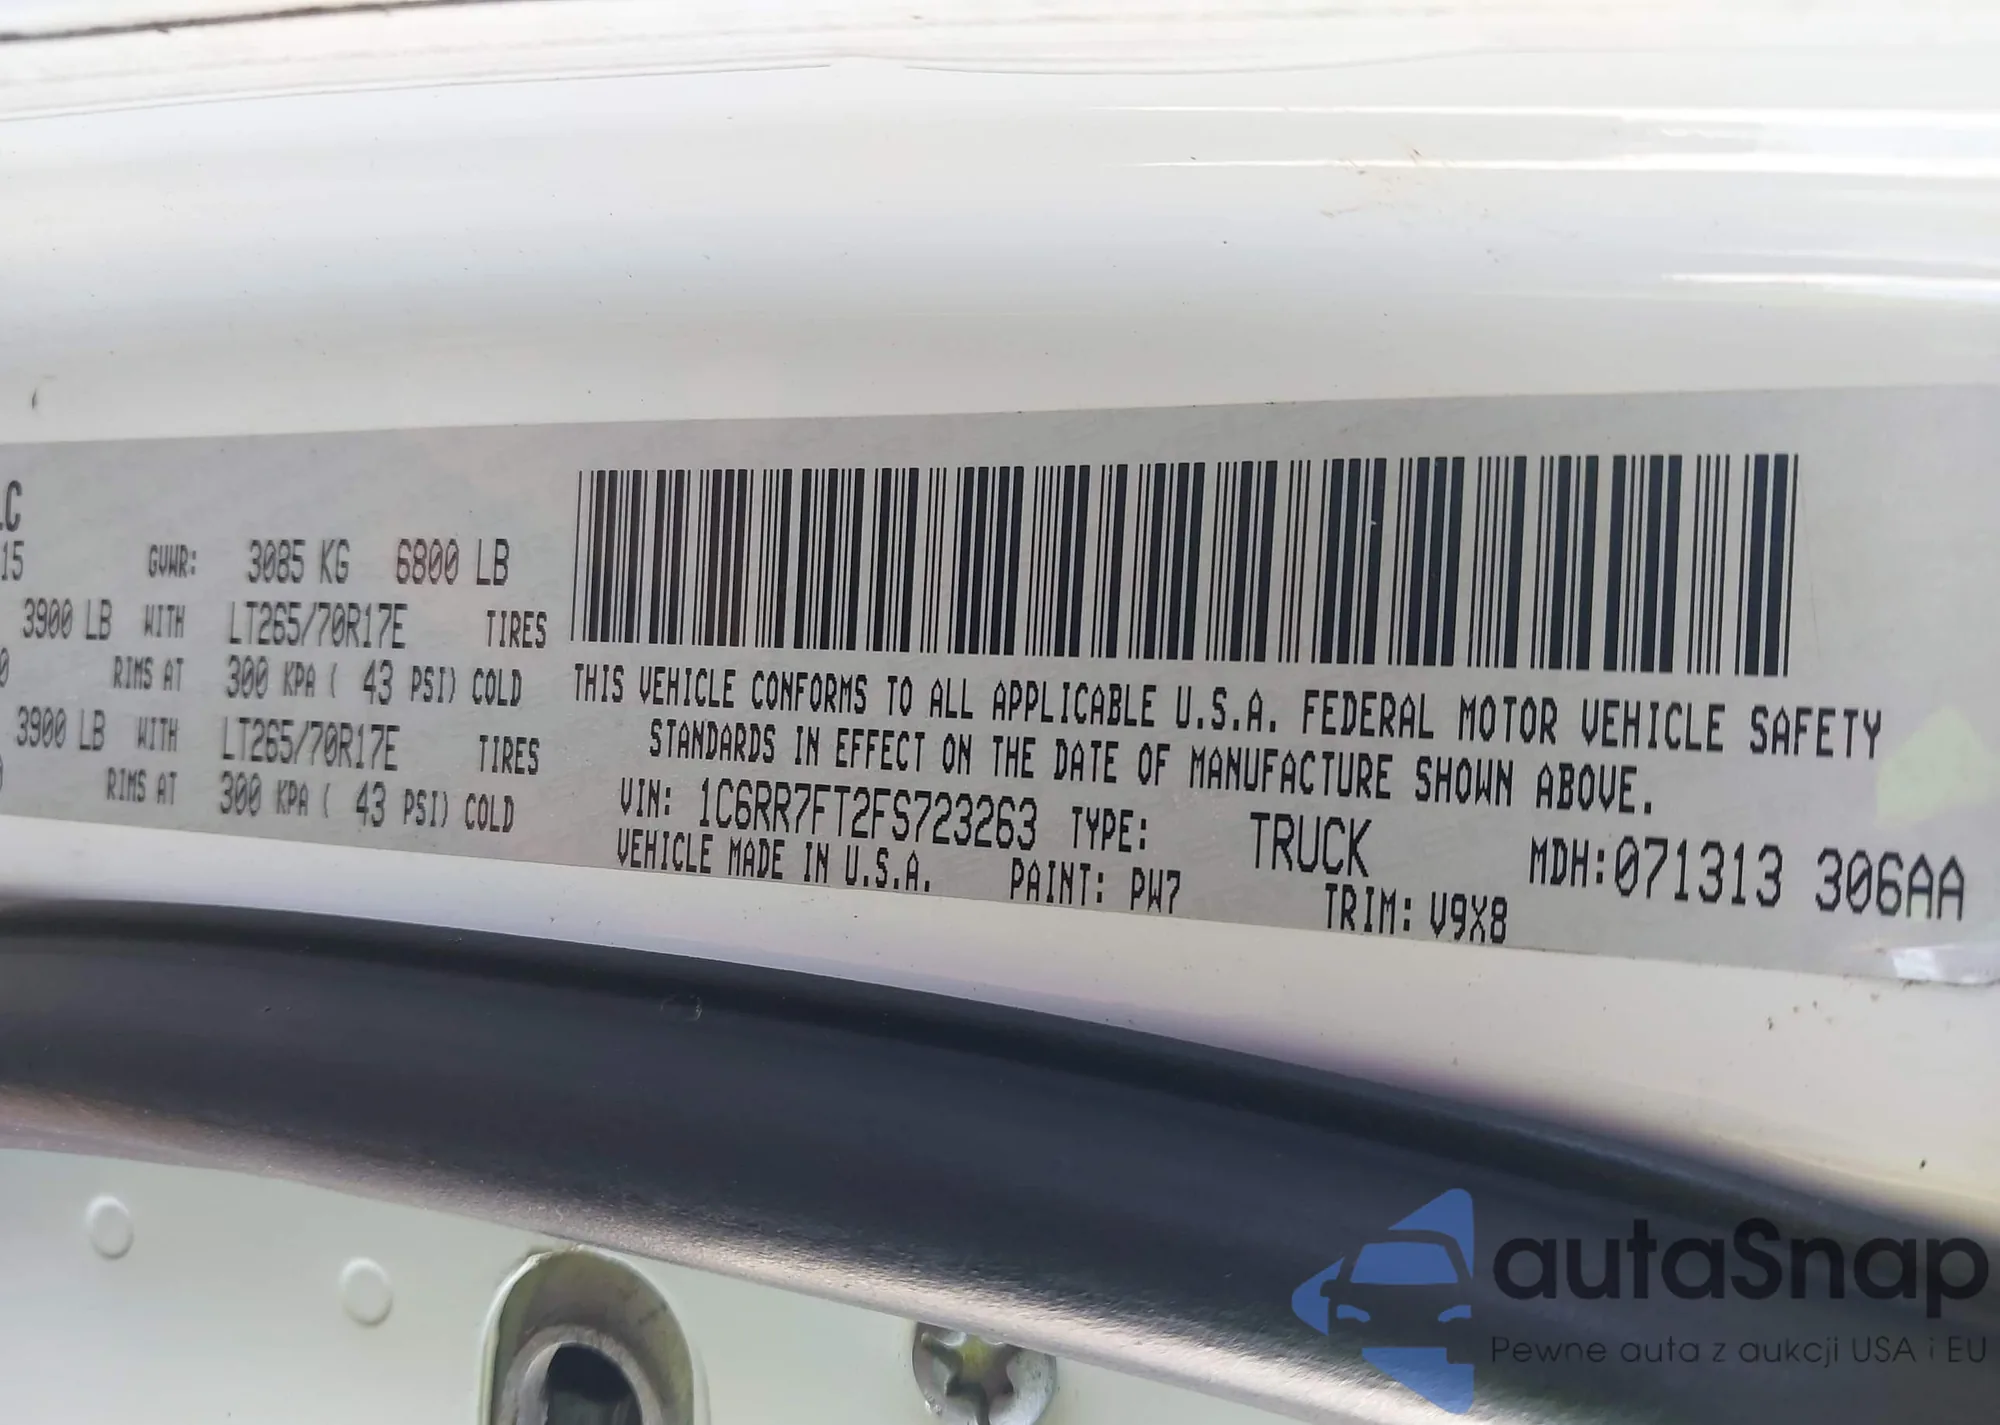 LC
15 GVWR: 3085 KG 6800 LB
3900 LB WITH LT265/70R17E TIRES
0 RIMS AT 300 KPA ( 43 PSI) COLD
3900 LB WITH LT265/70R17E TIRES
RIMS AT 300 KPA ( 43 PSI) COLD
THIS VEHICLE CONFORMS TO ALL APPLICABLE U.S.A. FEDERAL MOTOR VEHICLE SAFETY
STANDARDS IN EFFECT ON THE DATE OF MANUFACTURE SHOWN ABOVE.
VIN: 1C6RR7FT2FS723263 TYPE: TRUCK MDH:071313 306AA
VEHICLE MADE IN U.S.A. PAINT: PW7 TRIM: V9X8
autaSnap
Pewne auta z aukcji USA i EU